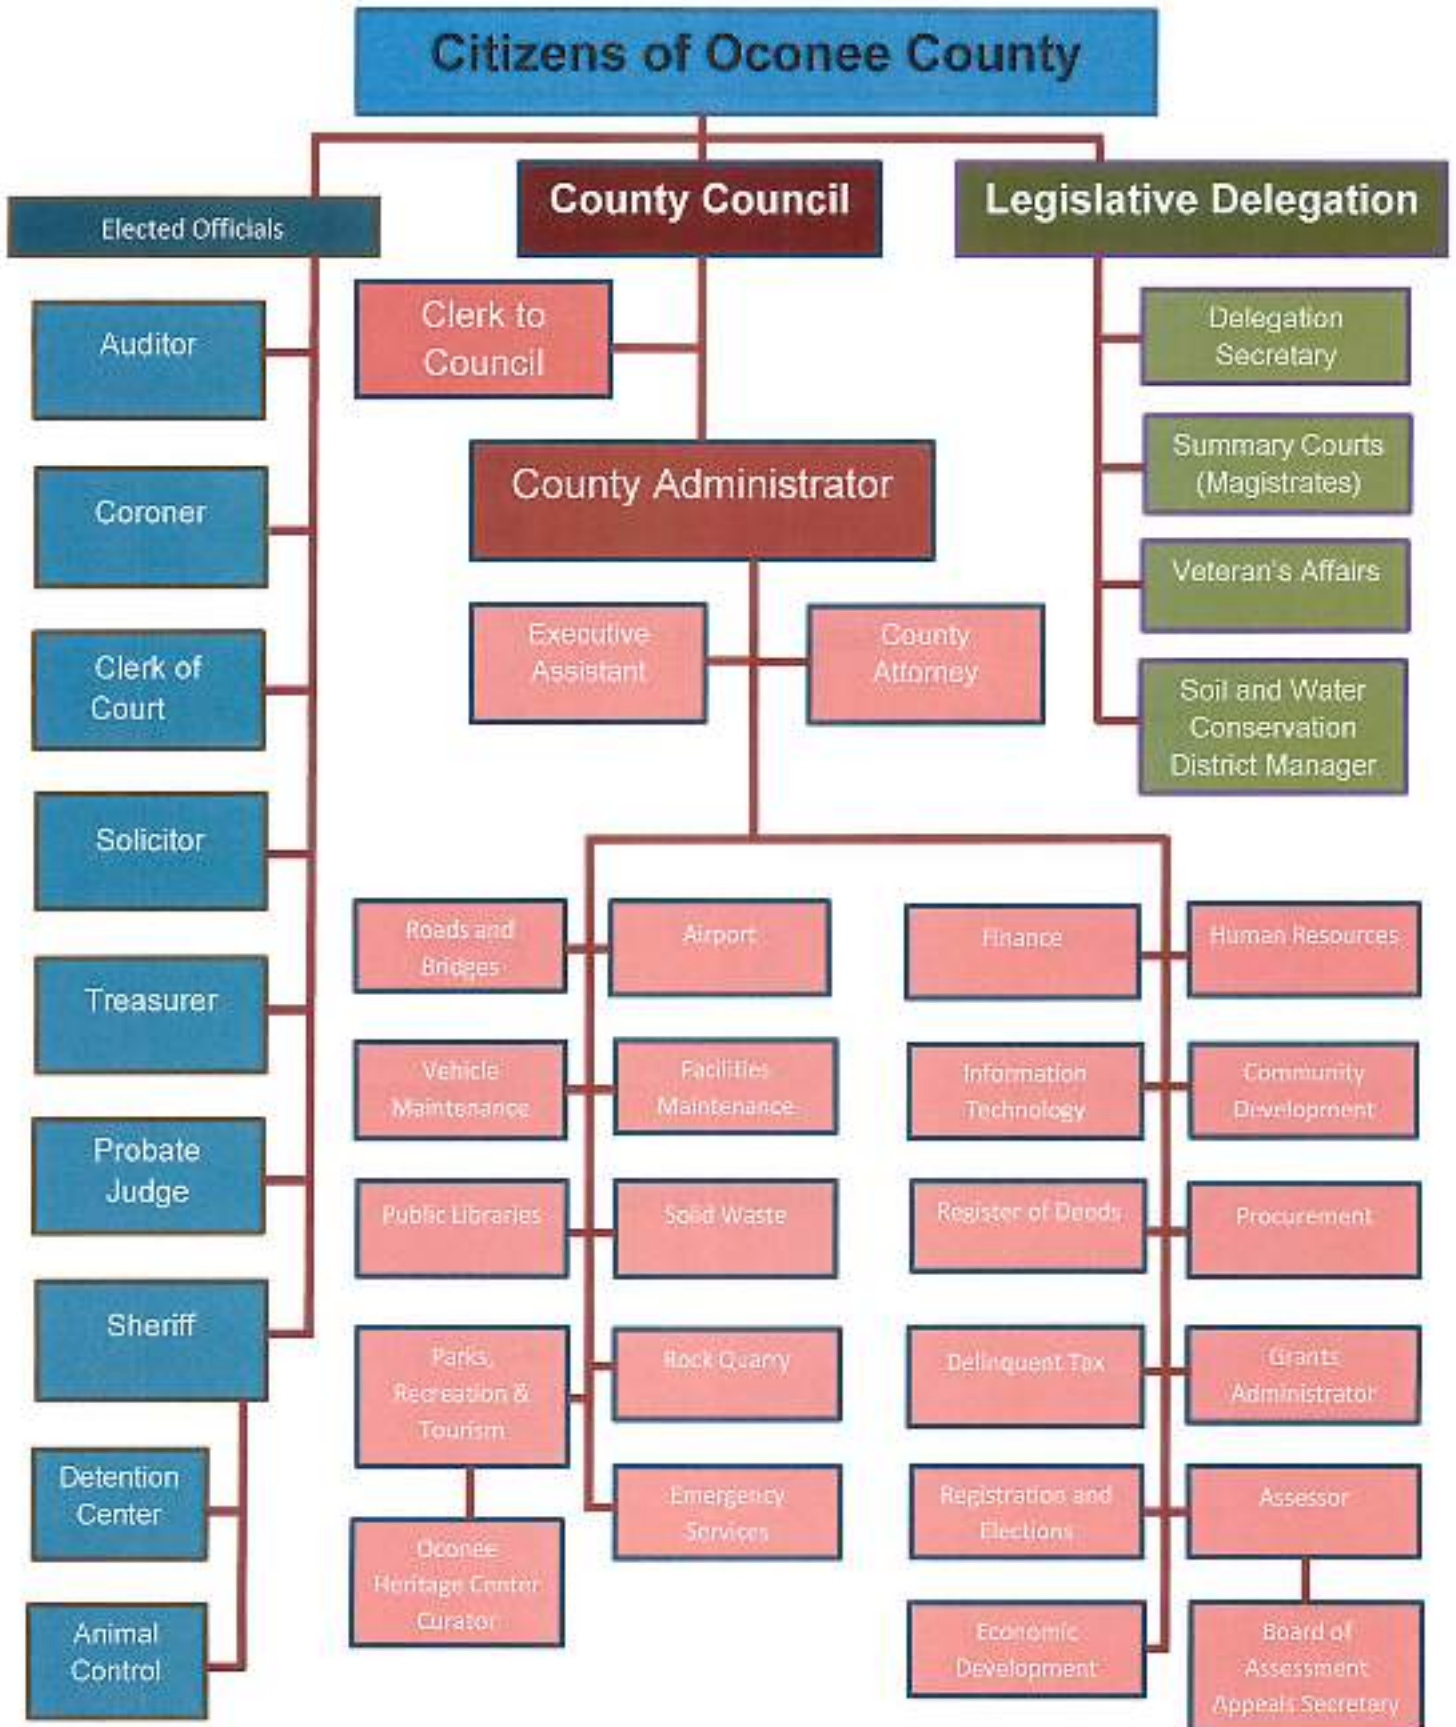 Citizens of Oconee County
Elected Officials
County Council
Legislative Delegation
Auditor
Coroner
Clerk of
Court
Solicitor
Treasurer
Probate
Judge
Sheriff
Detention
Center
Animal
Control
Clerk to
Council
County Administrator
Executive
Assistant
County
Attorney
Delegation
Secretary
Summary Courts
(Magistrates)
Veteran's Affairs
Soil and Water
Conservation
District Manager
Roads and
Bridges
Airport
Vehicle
Maintenance
Facilities
Maintenance
Public Libraries
Solid Waste
Parks,
Recreation &
Tourism
Rock Quarry
Emergency
Services
Oconee
Heritage Center
Curator
Finance
Human Resources
Information
Technology
Community
Development
Register of Deeds
Procurement
Delinquent Tax
Grants
Administrator
Registration and
Elections
Assessor
Economic
Development
Board of
Assessment
Appeals Secretary